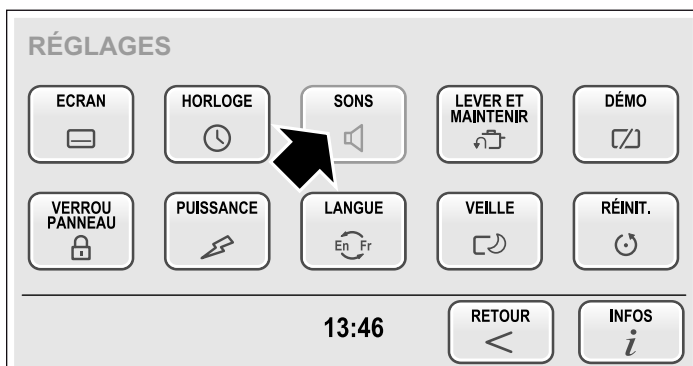 RÉGLAGES
ECRAN
HORLOGE
SONS
LEVER ET
MAINTENIR
DÉMO
VERROU
PANNEAU
PUISSANCE
LANGUE
En Fr
VEILLE
RÉINIT.
13:46
RETOUR
<
INFOS
i